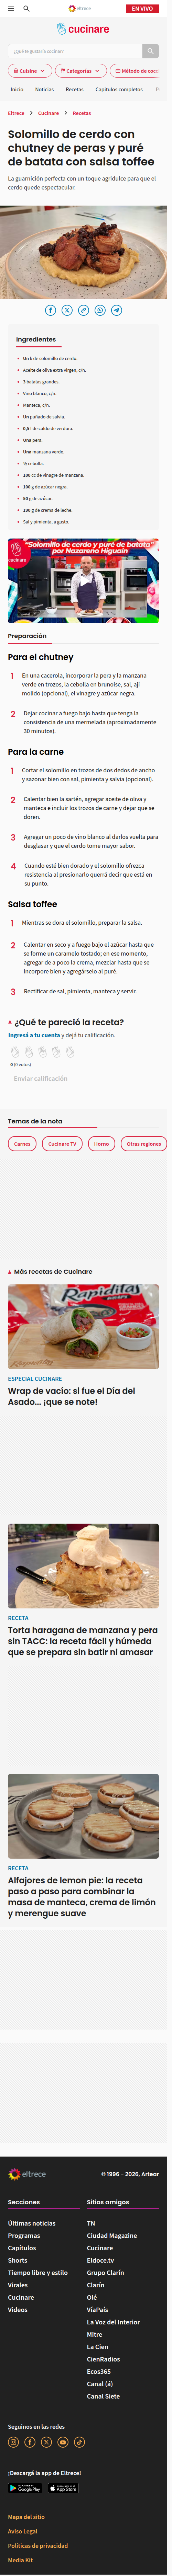 eltrece
EN VIVO
cucinare
¿Qué te gustaría cocinar?
Cuisine
Categorías
Método de cocc
Inicio
Noticias
Recetas
Capítulos completos
Eltrece
Cucinare
Recetas
Solomillo de cerdo con
chutney de peras y puré
de batata con salsa toffee
La guarnición perfecta con un toque agridulce para que el
cerdo quede espectacular.
Ingredientes
Un k de solomillo de cerdo.
Aceite de oliva extra virgen, c/n.
3 batatas grandes.
Vino blanco, c/n.
Manteca, c/n.
Un puñado de salvia.
0,5 l de caldo de verdura.
Una pera.
Una manzana verde.
½ cebolla.
100 cc de vinagre de manzana.
100 g de azúcar negra.
50 g de azúcar.
190 g de crema de leche.
Sal y pimienta, a gusto.
cucinare
Solomillo de cerdo y puré de batata
por Nazareno Higuain
Preparación
Para el chutney
1 En una cacerola, incorporar la pera y la manzana
verde en trozos, la cebolla en brunoise, sal, ají
molido (opcional), el vinagre y azúcar negra.
2 Dejar cocinar a fuego bajo hasta que tenga la
consistencia de una mermelada (aproximadamente
30 minutos).
Para la carne
1 Cortar el solomillo en trozos de dos dedos de ancho
y sazonar bien con sal, pimienta y salvia (opcional).
2 Calentar bien la sartén, agregar aceite de oliva y
manteca e incluir los trozos de carne y dejar que se
doren.
3 Agregar un poco de vino blanco al darlos vuelta para
desglasar y que el cerdo tome mayor sabor.
4 Cuando esté bien dorado y el solomillo ofrezca
resistencia al presionarlo querrá decir que está en
su punto.
Salsa toffee
1 Mientras se dora el solomillo, preparar la salsa.
2 Calentar en seco y a fuego bajo el azúcar hasta que
se forme un caramelo tostado; en ese momento,
agregar de a poco la crema, mezclar hasta que se
incorpore bien y agregárselo al puré.
3 Rectificar de sal, pimienta, manteca y servir.
¿Qué te pareció la receta?
Ingresá a tu cuenta y dejá tu calificación.
0 (0 votos)
Enviar calificación
Temas de la nota
Carnes
Cucinare TV
Horno
Otras regiones
Más recetas de Cucinare
Rapiditas
ESPECIAL CUCINARE
Wrap de vacío: si fue el Día del
Asado... ¡que se note!
RECETA
Torta haragana de manzana y pera
sin TACC: la receta fácil y húmeda
que se prepara sin batir ni amasar
RECETA
Alfajores de lemon pie: la receta
paso a paso para combinar la
masa de manteca, crema de limón
y merengue suave
eltrece
© 1996 - 2026, Artear
Secciones
Últimas noticias
Programas
Capítulos
Shorts
Tiempo libre y estilo
Virales
Cucinare
Videos
Sitios amigos
TN
Ciudad Magazine
Cucinare
Eldoce.tv
Grupo Clarín
Clarín
Olé
ViaPaís
La Voz del Interior
Mitre
La Cien
CienRadios
Ecos365
Canal (á)
Canal Siete
Seguinos en las redes
¡Descargá la app de Eltrece!
Google Play
App Store
Mapa del sitio
Aviso Legal
Políticas de privacidad
Media Kit